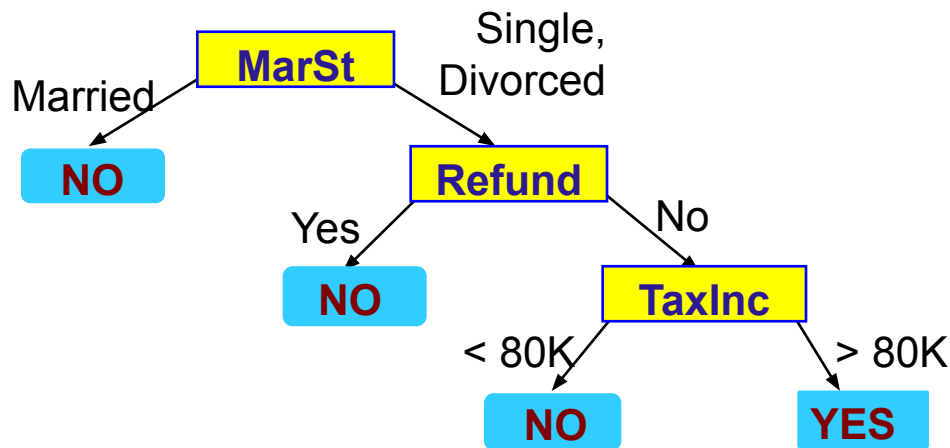 Single,
Divorced
MarSt
Married
NO
Refund
Yes
No
NO
TaxInc
< 80K
> 80K
NO
YES